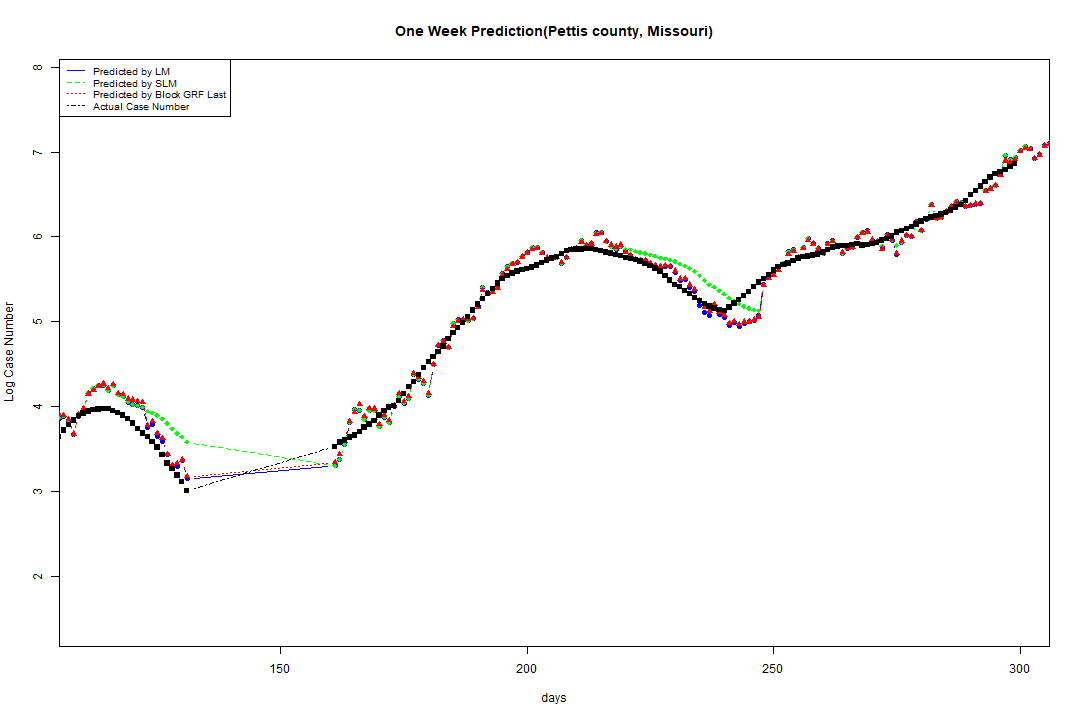 One Week Prediction(Pettis county, Missouri)
Predicted by LM
Predicted by SLM
Predicted by Block GRF Last
Actual Case Number
8
7
6
5
4
3
2
Log Case Number
150 200 250 300
days